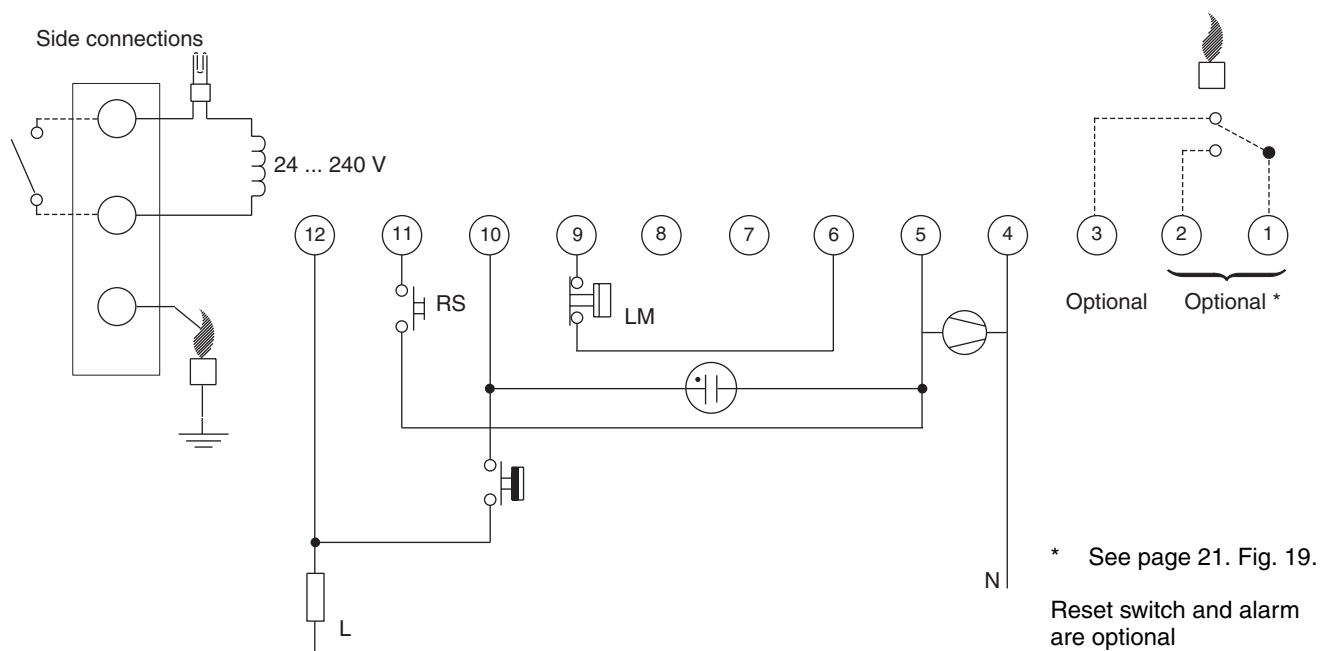 Side connections
24 ... 240 V
12 11 10 9 8 7 6 5 4 3 2 1
RS
LM
Optional Optional *
N
L
* See page 21. Fig. 19.
Reset switch and alarm
are optional